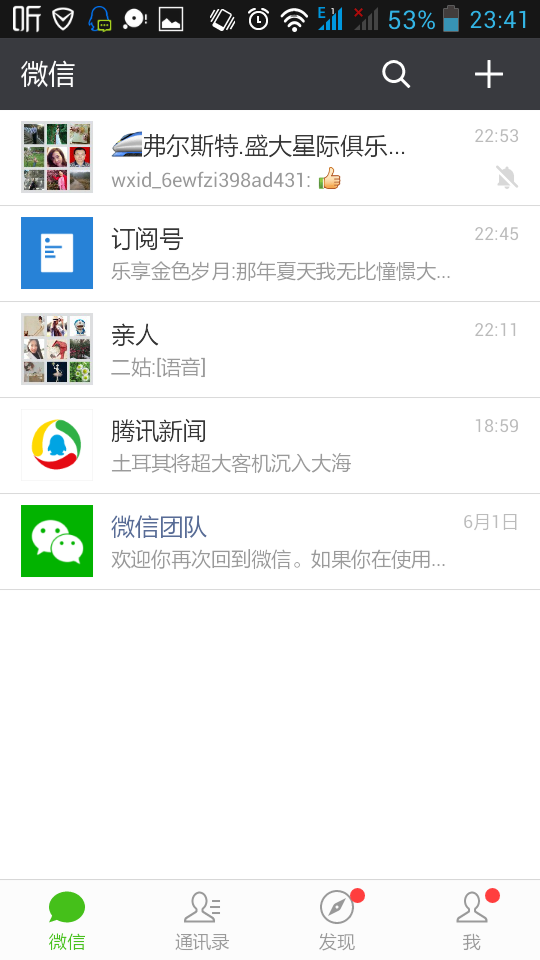 听 E 1 53% 23:41
微信
弗尔斯特.盛大星际俱乐... 22:53
wxid_6ewfzi398ad431:
订阅号 22:45
乐享金色岁月:那年夏天我无比憧憬大...
亲人 22:11
二姑:[语音]
腾讯新闻 18:59
土耳其将超大客机沉入大海
微信团队 6月1日
欢迎你再次回到微信。如果你在使用...
微信 通讯录 发现 我